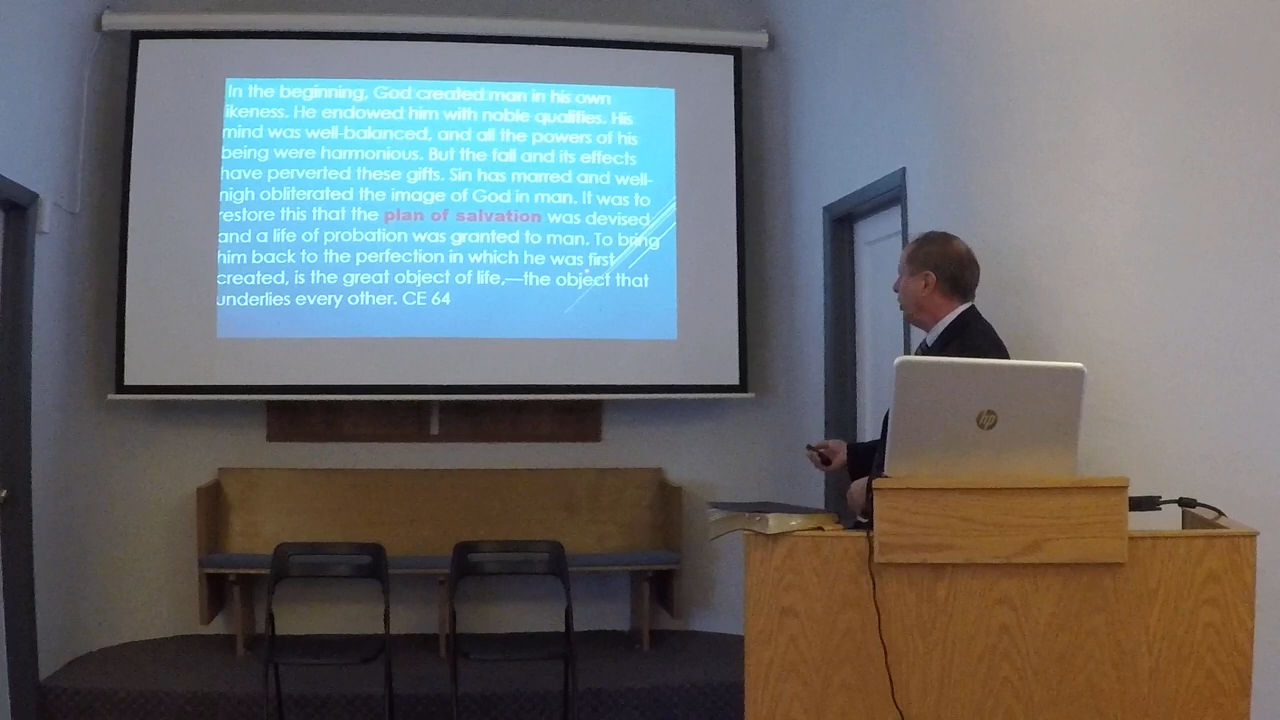 In the beginning, God created man in his own
likeness. He endowed him with noble qualities. His
mind was well-balanced, and all the powers of his
being were harmonious. But the fall and its effects
have perverted these gifts. Sin has marred and well-
nigh obliterated the image of God in man. It was to
restore this that the plan of salvation was devised,
and a life of probation was granted to man. To bring
him back to the perfection in which he was first
created, is the great object of life,—the object that
underlies every other. CE 64
hp